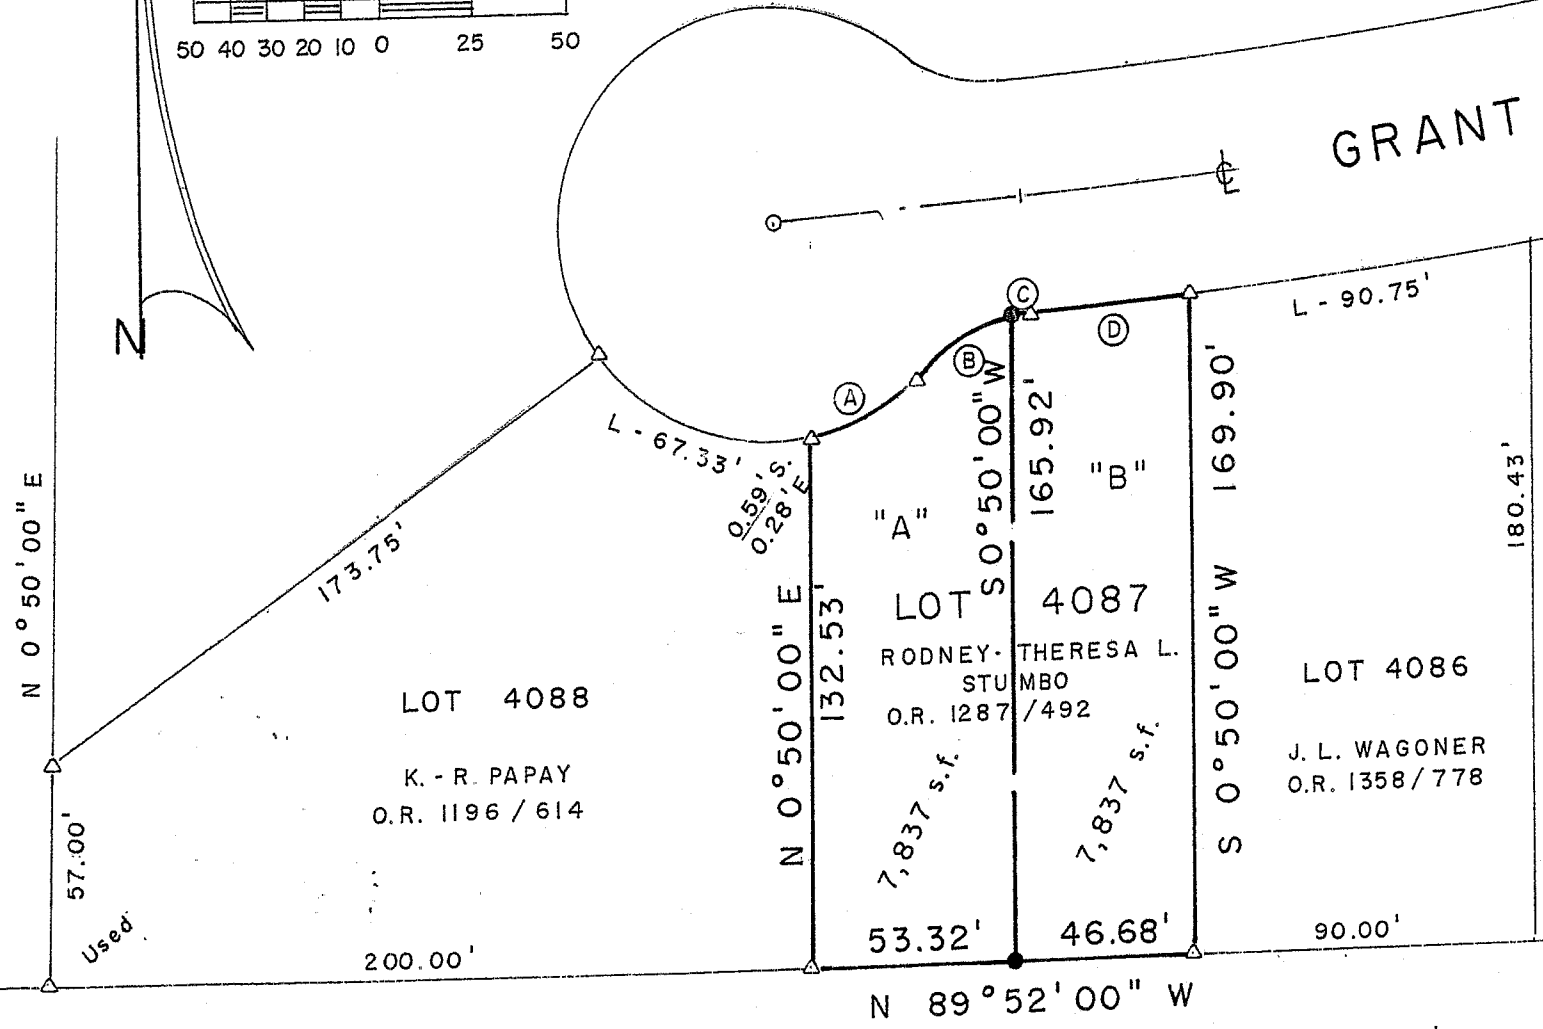 50 40 30 20 10 0 25 50
N
GRANT
℄
C
L - 90.75'
D
B
A
L - 67.33'
0.59' S.
0.28' E
S 0°50'00" W
165.92'
169.90'
S 0°50'00" W
180.43'
N 0°50'00" E
173.75'
"A"
"B"
N 0°50'00" E
132.53'
LOT 4087
RODNEY- THERESA L.
STUMBO
O.R. 1287/492
7,837 s.f.
7,837 s.f.
LOT 4088
K. - R. PAPAY
O.R. 1196 / 614
LOT 4086
J. L. WAGONER
O.R. 1358/778
57.00'
Used
200.00'
53.32'
46.68'
90.00'
N 89°52'00" W